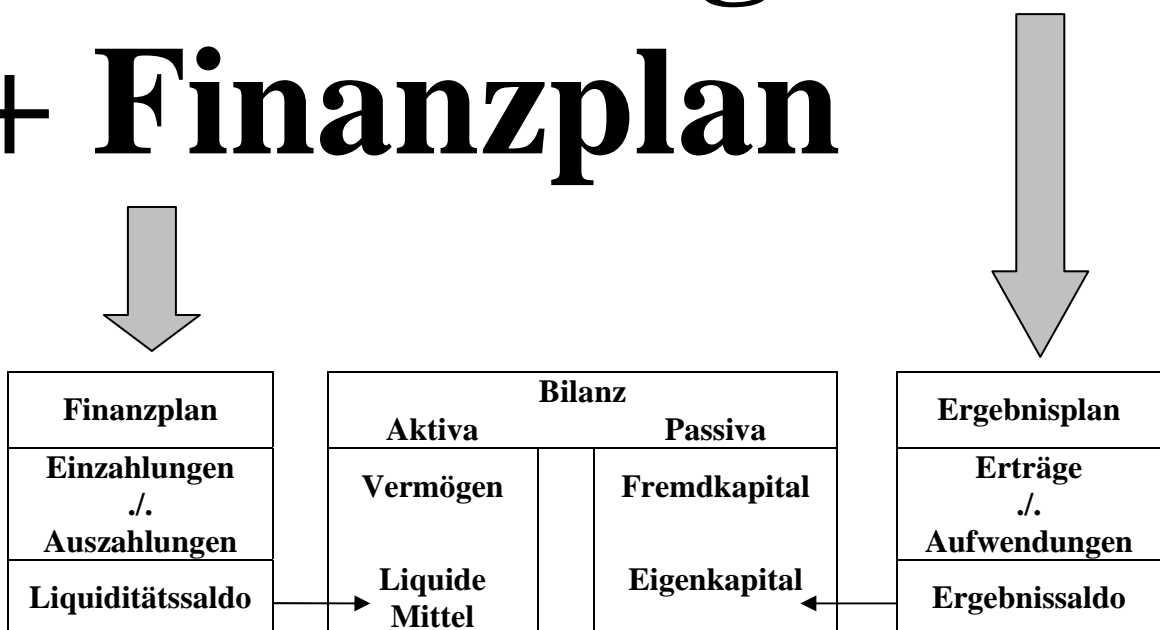 + Finanzplan
Finanzplan
Einzahlungen
./.
Auszahlungen
Liquiditätssaldo
Bilanz
Aktiva Passiva
Vermögen Fremdkapital
Liquide Eigenkapital
Mittel
Ergebnisplan
Erträge
./.
Aufwendungen
Ergebnissaldo